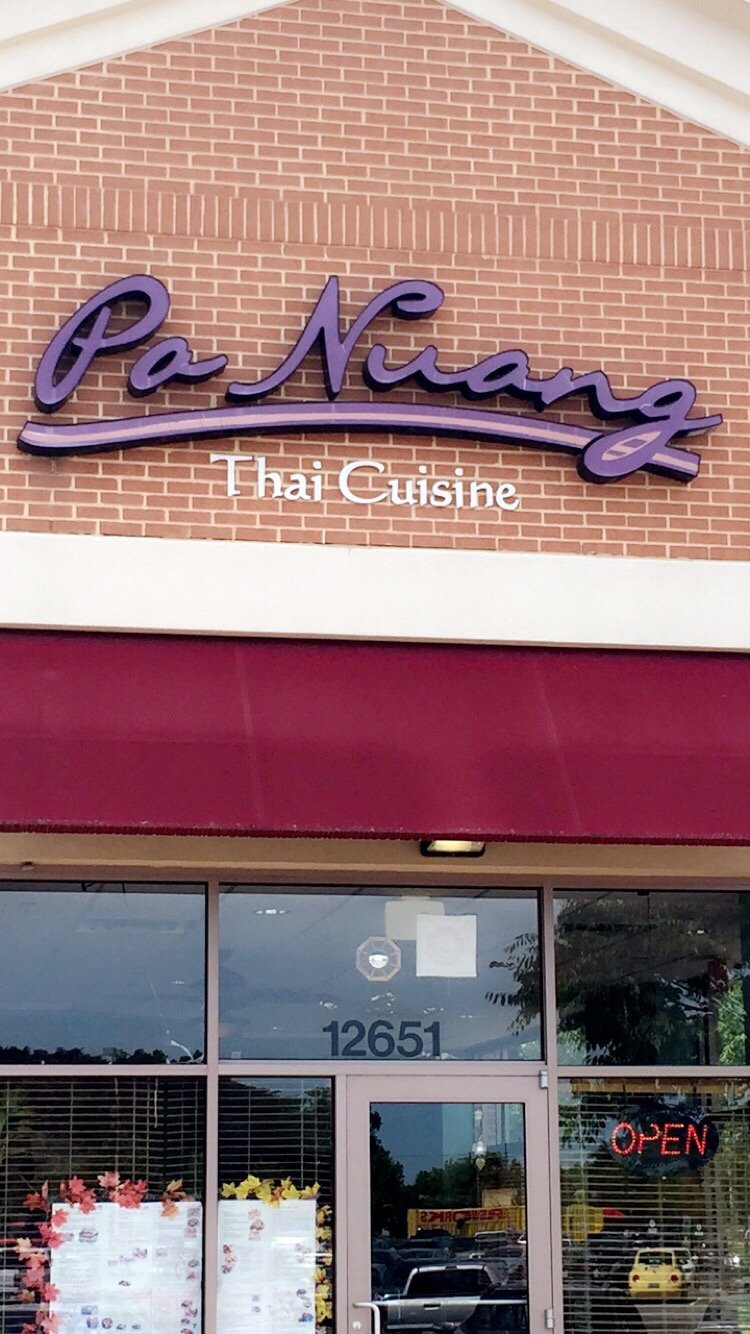 Pa Nuang
Thai Cuisine
12651
OPEN